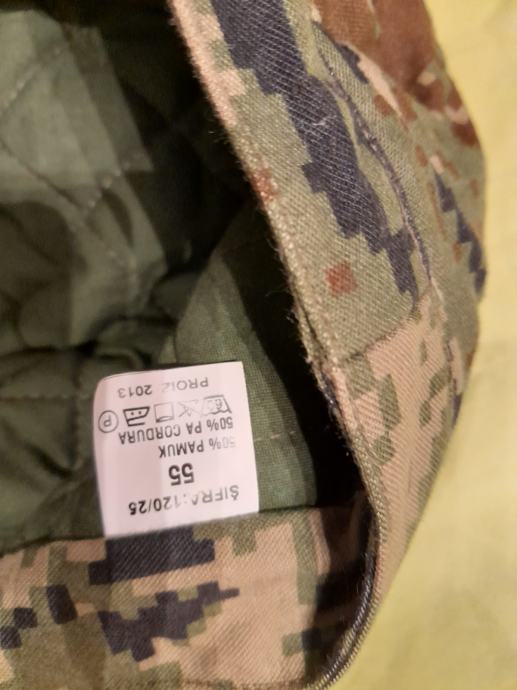 ŠIFRA:120/25
55
50% PAMUK
50% PA CORDURA
P
PROIZ 2013